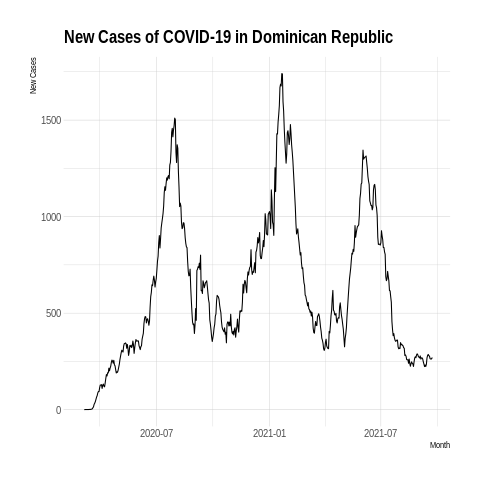 New Cases of COVID-19 in Dominican Republic
New Cases
1500
1000
500
0
2020-07
2021-01
2021-07
Month